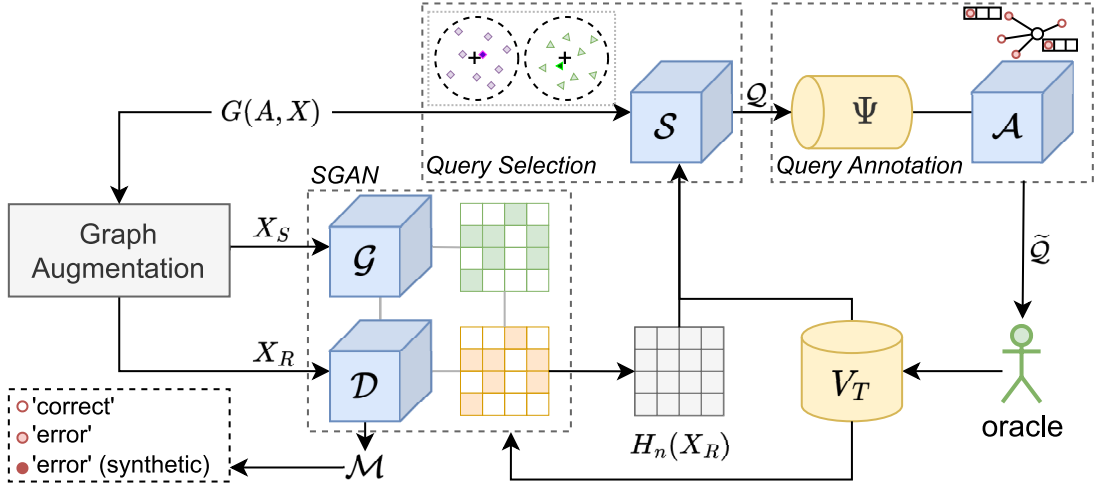 G(A, X)
S
Q
Ψ
A
Query Selection
Query Annotation
SGAN
Graph
Augmentation
X_S
G
Q̃
X_R
D
V_T
H_n(X_R)
oracle
M
'correct'
'error'
'error' (synthetic)